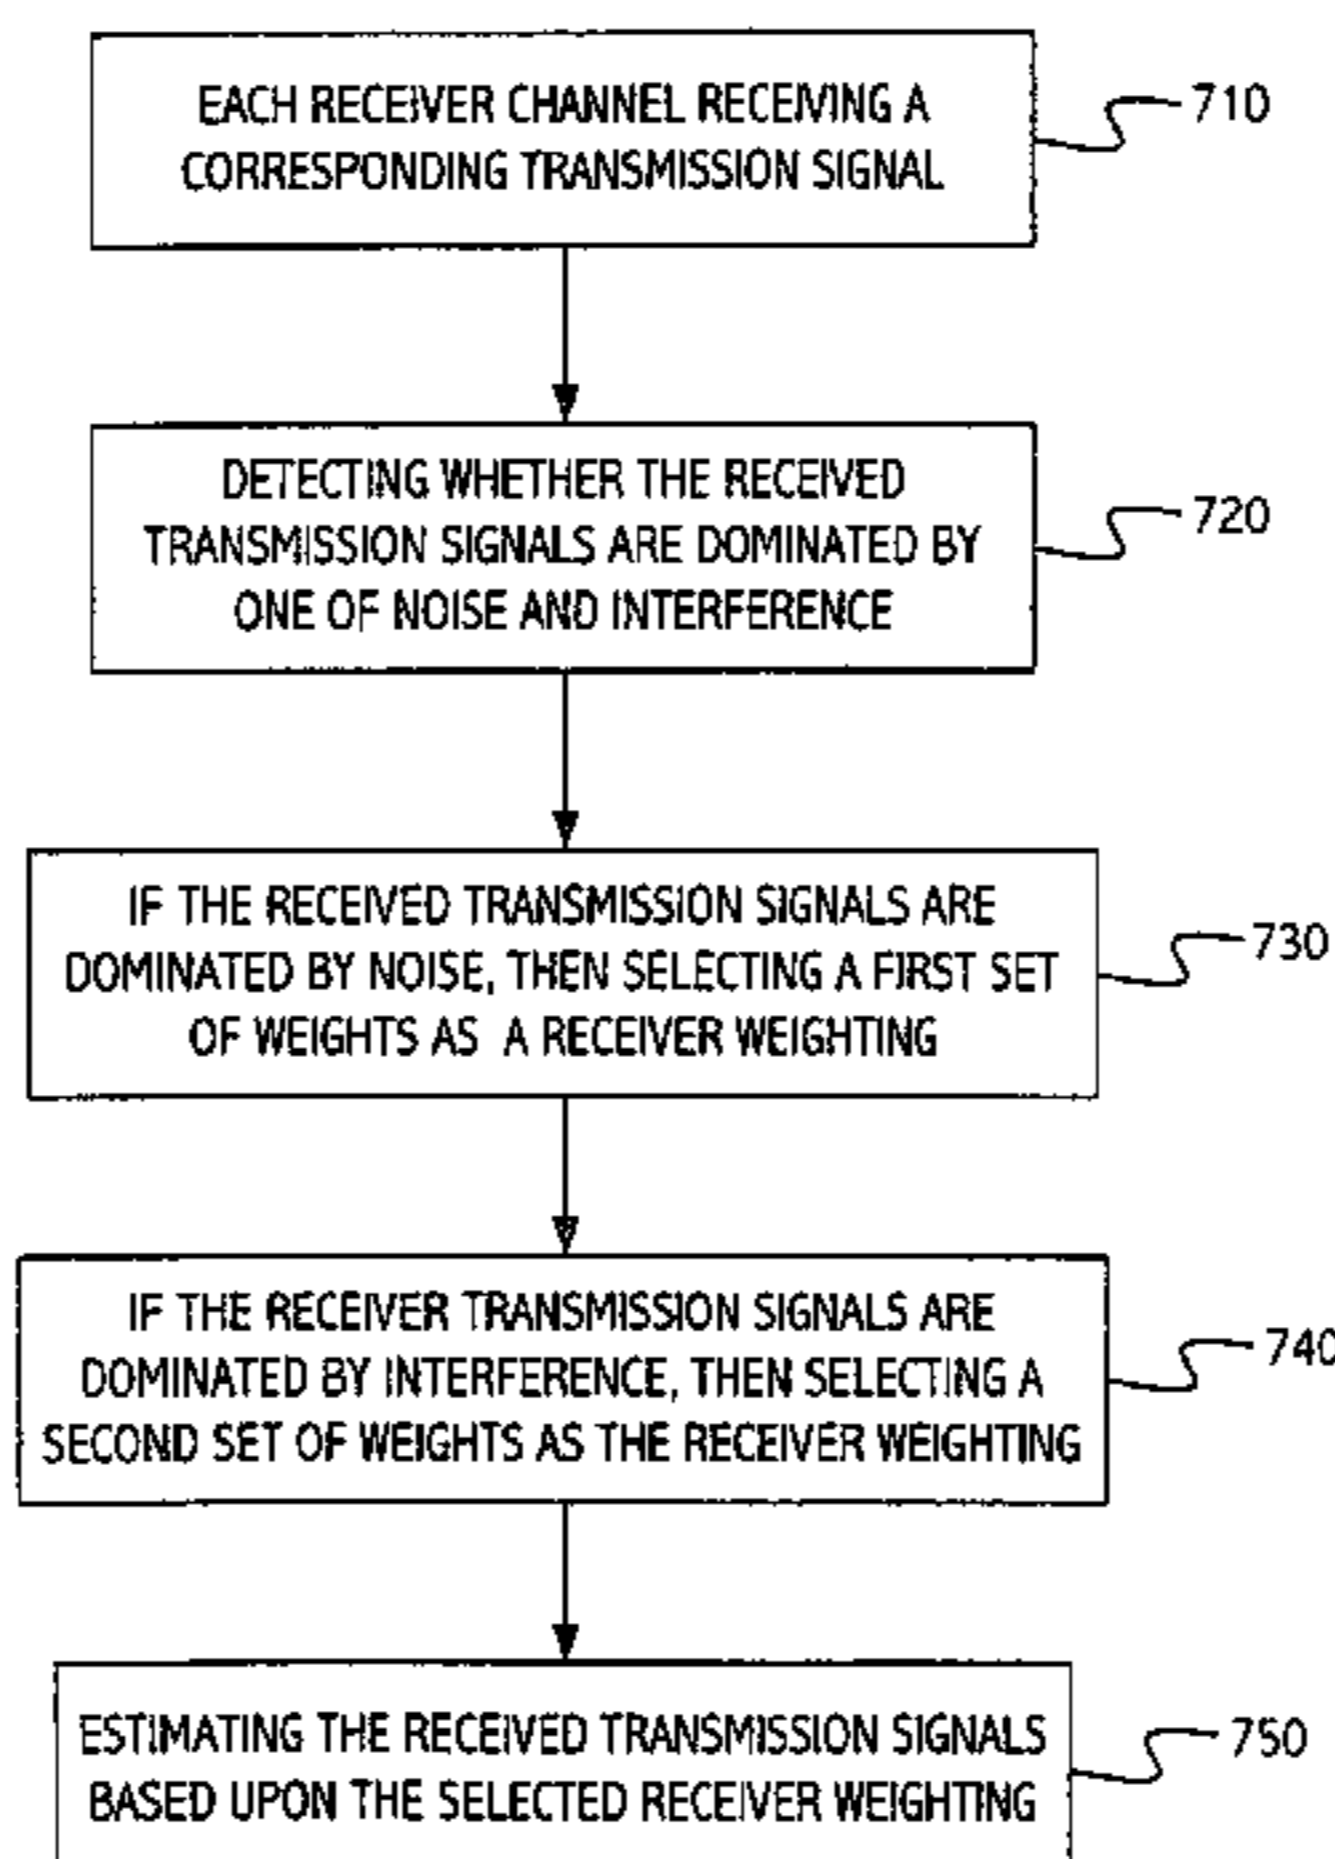 EACH RECEIVER CHANNEL RECEIVING A
CORRESPONDING TRANSMISSION SIGNAL
710
DETECTING WHETHER THE RECEIVED
TRANSMISSION SIGNALS ARE DOMINATED BY
ONE OF NOISE AND INTERFERENCE
720
IF THE RECEIVED TRANSMISSION SIGNALS ARE
DOMINATED BY NOISE, THEN SELECTING A FIRST SET
OF WEIGHTS AS A RECEIVER WEIGHTING
730
IF THE RECEIVER TRANSMISSION SIGNALS ARE
DOMINATED BY INTERFERENCE, THEN SELECTING A
SECOND SET OF WEIGHTS AS THE RECEIVER WEIGHTING
740
ESTIMATING THE RECEIVED TRANSMISSION SIGNALS
BASED UPON THE SELECTED RECEIVER WEIGHTING
750